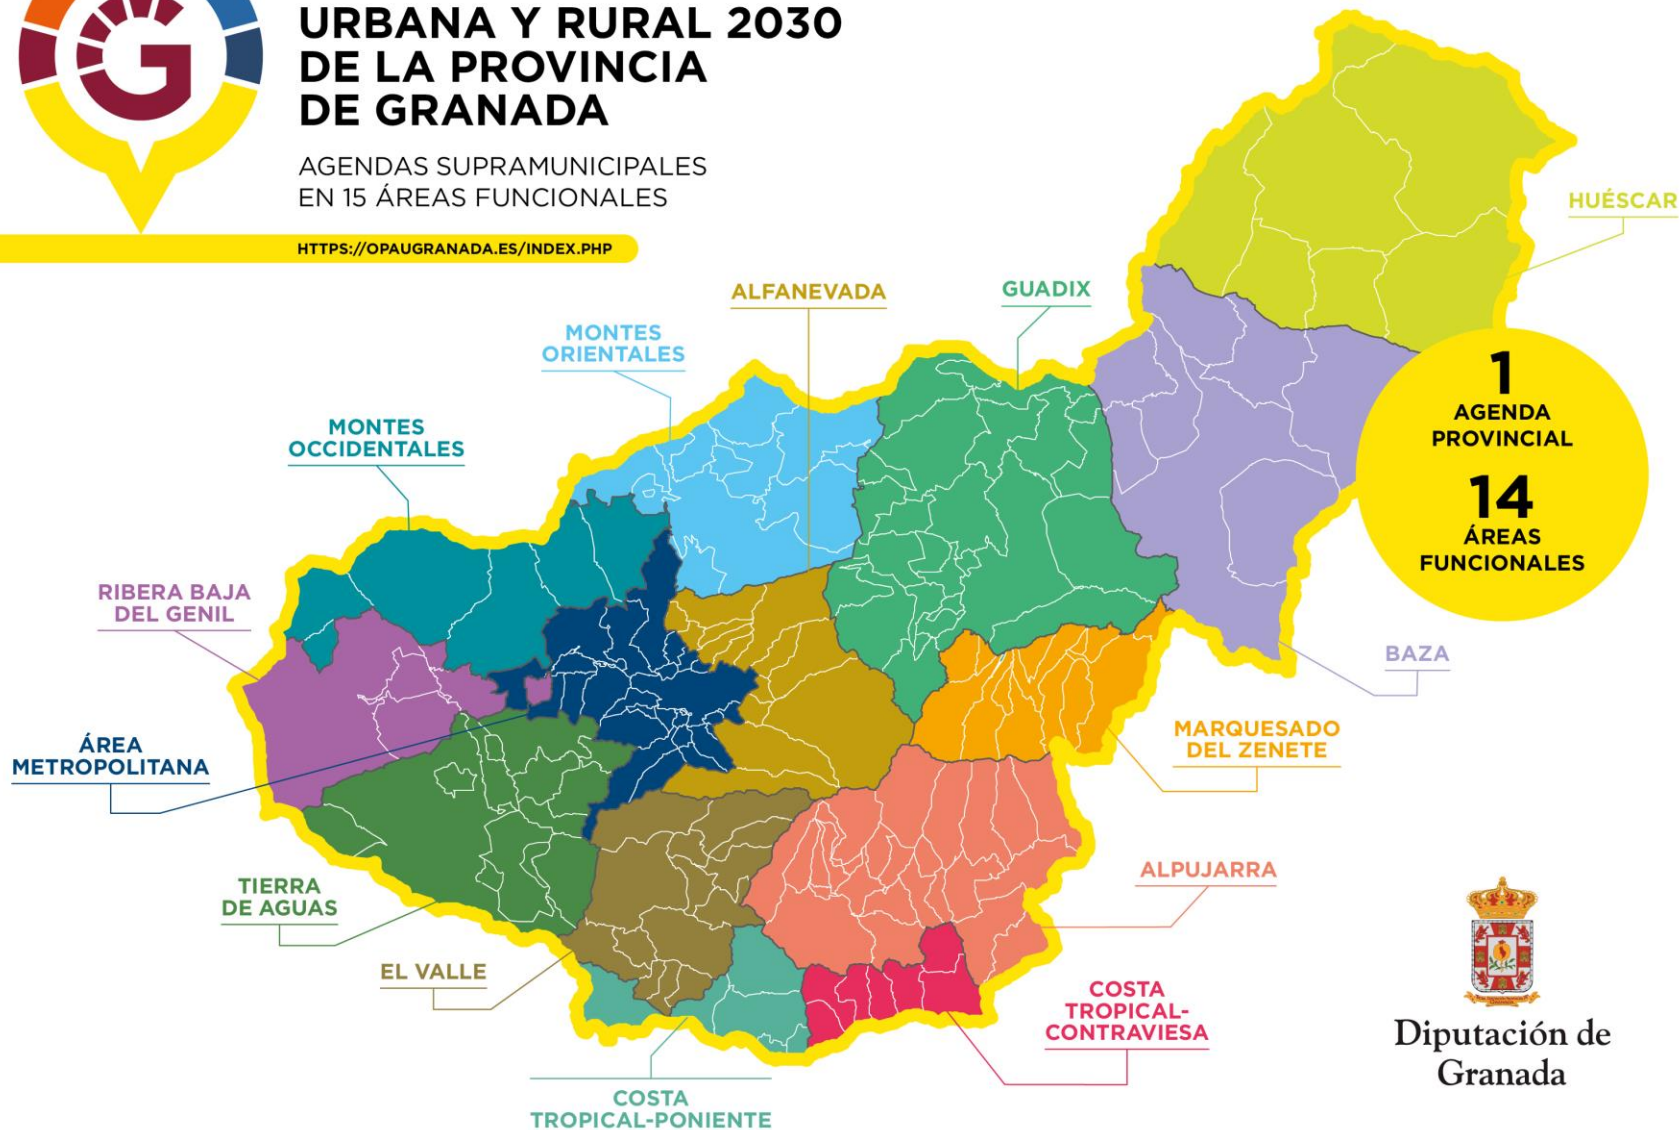 G
URBANA Y RURAL 2030
DE LA PROVINCIA
DE GRANADA
AGENDAS SUPRAMUNICIPALES
EN 15 ÁREAS FUNCIONALES
HTTPS://OPAUGRANADA.ES/INDEX.PHP
HUÉSCAR
ALFANEVADA
GUADIX
MONTES
ORIENTALES
1
AGENDA
PROVINCIAL
14
ÁREAS
FUNCIONALES
MONTES
OCCIDENTALES
RIBERA BAJA
DEL GENIL
BAZA
MARQUESADO
DEL ZENETE
ÁREA
METROPOLITANA
ALPUJARRA
TIERRA
DE AGUAS
EL VALLE
COSTA
TROPICAL-
CONTRAVIESA
COSTA
TROPICAL-PONIENTE
Diputación de
Granada